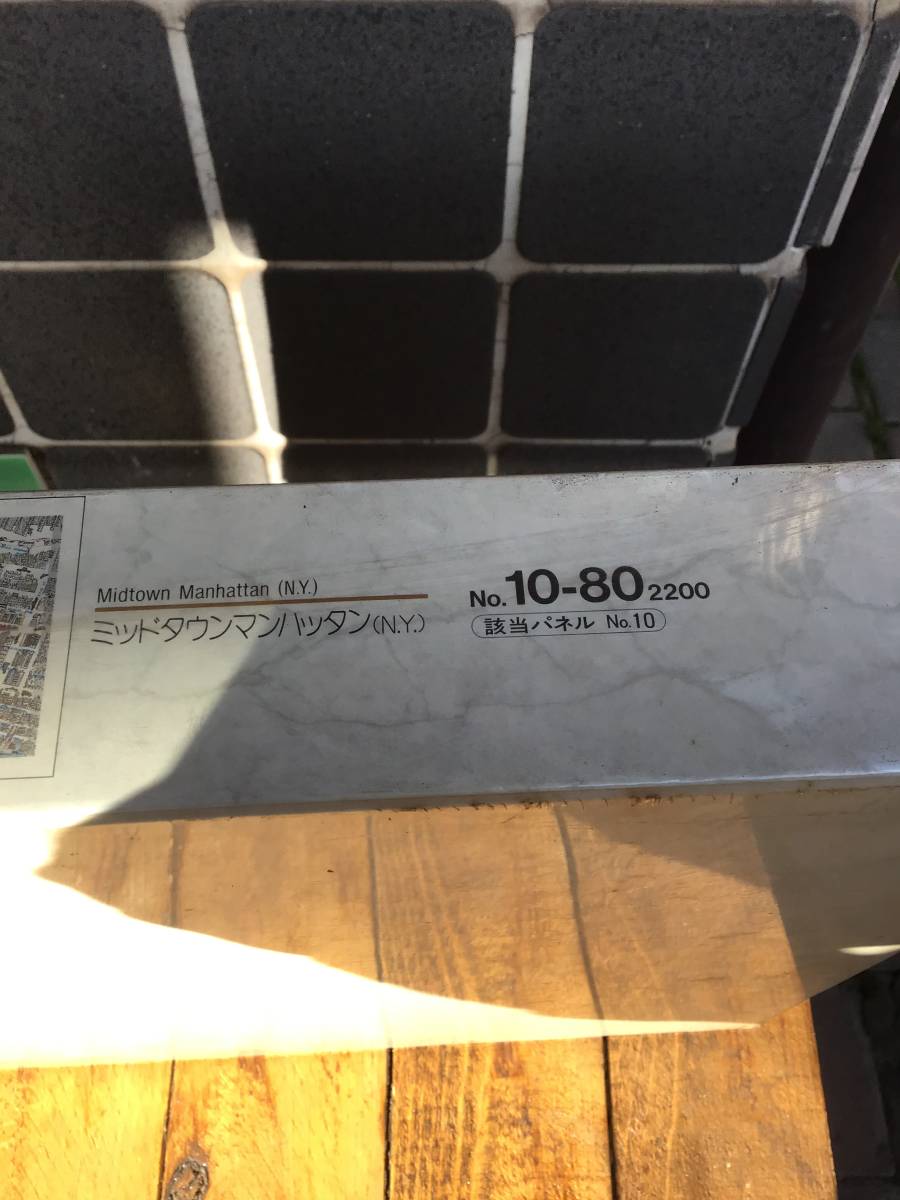 Midtown Manhattan (N.Y.)
ミッドタウンマンハッタン(N.Y.)
No.10-80 2200
該当パネル No.10